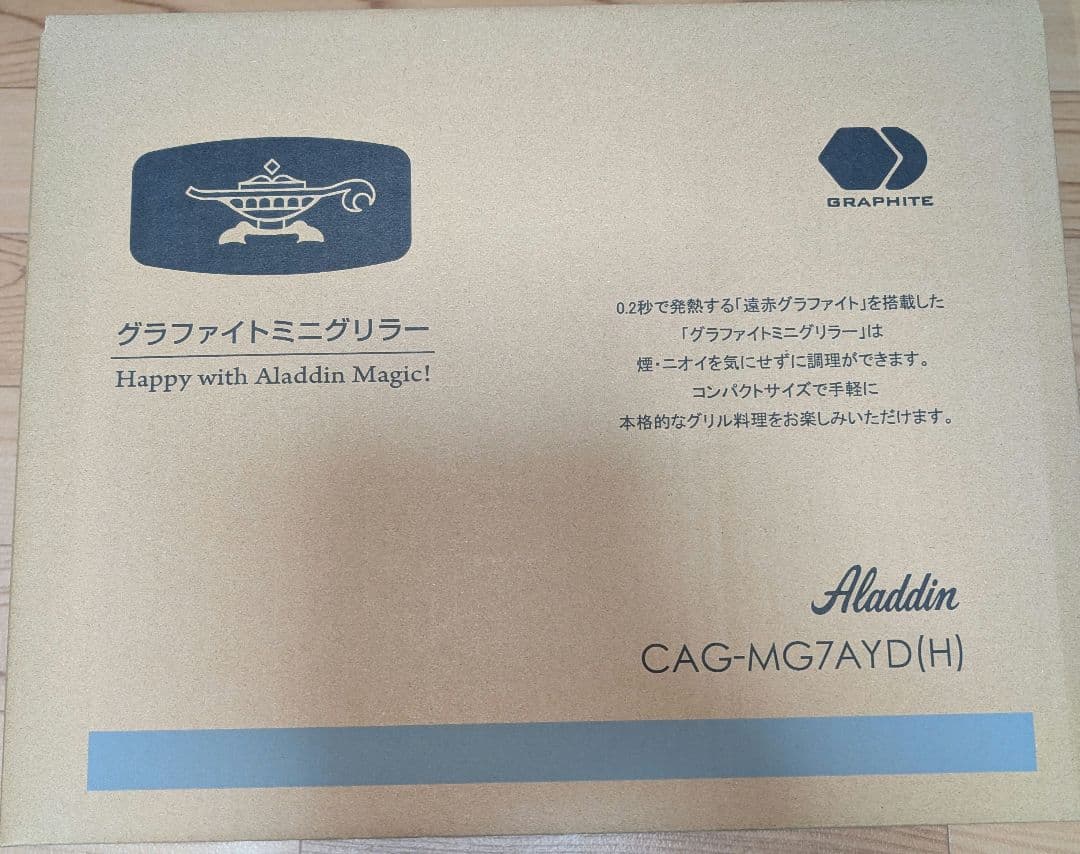 グラファイトミニグリラー
Happy with Aladdin Magic!
GRAPHITE
0.2秒で発熱する「遠赤グラファイト」を搭載した
「グラファイトミニグリラー」は
煙・ニオイを気にせずに調理ができます。
コンパクトサイズで手軽に
本格的なグリル料理をお楽しみいただけます。
Aladdin
CAG-MG7AYD(H)